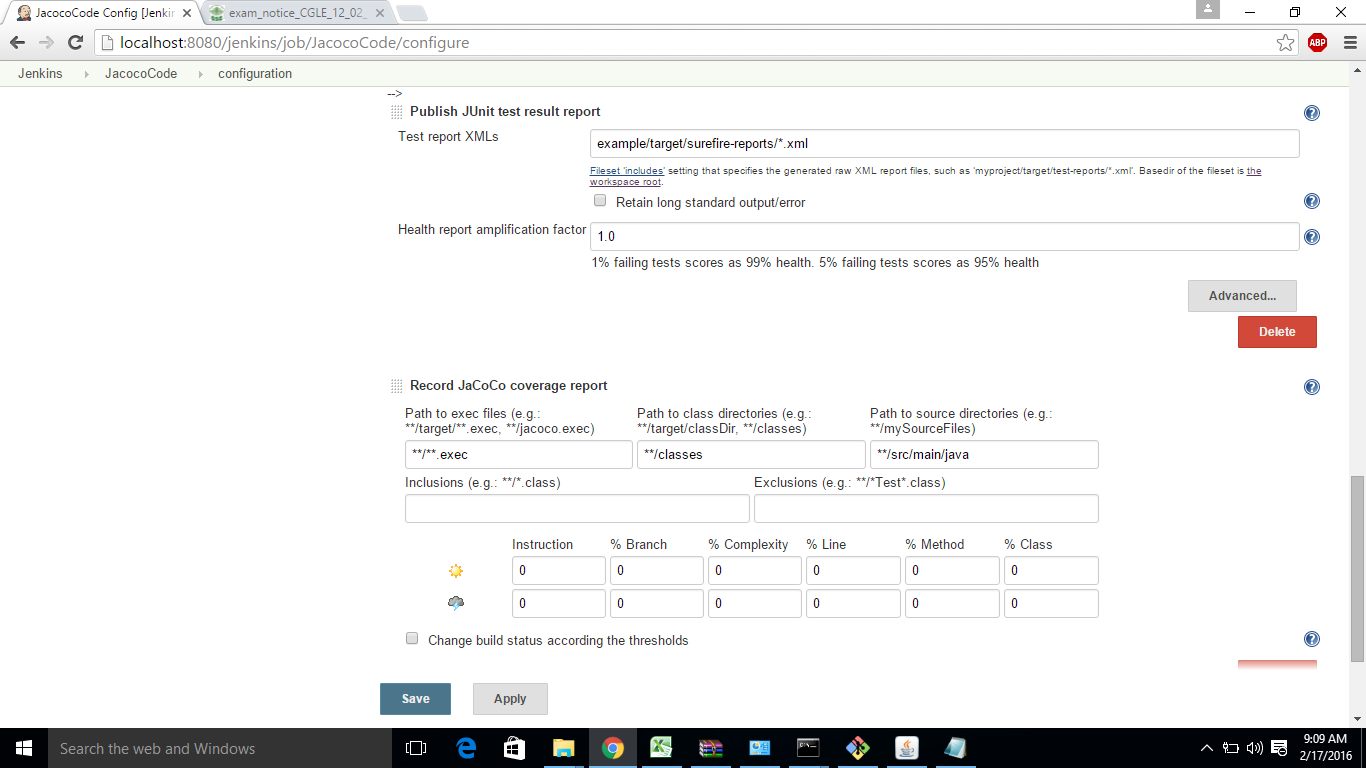 JacocoCode Config [Jenkin
exam_notice_CGLE_12_02_
localhost:8080/jenkins/job/JacocoCode/configure
ABP
Jenkins
JacocoCode
configuration
-->
Publish JUnit test result report
Test report XMLs
example/target/surefire-reports/*.xml
Fileset 'includes' setting that specifies the generated raw XML report files, such as 'myproject/target/test-reports/*.xml'. Basedir of the fileset is the
workspace root.
Retain long standard output/error
Health report amplification factor
1.0
1% failing tests scores as 99% health. 5% failing tests scores as 95% health
Advanced...
Delete
Record JaCoCo coverage report
Path to exec files (e.g.:
**/target/**.exec, **/jacoco.exec)
Path to class directories (e.g.:
**/target/classDir, **/classes)
Path to source directories (e.g.:
**/mySourceFiles)
**/**.exec
**/classes
**/src/main/java
Inclusions (e.g.: **/*.class)
Exclusions (e.g.: **/*Test*.class)
Instruction % Branch % Complexity % Line % Method % Class
0 0 0 0 0 0
0 0 0 0 0 0
Change build status according the thresholds
Save
Apply
Search the web and Windows
9:09 AM
2/17/2016